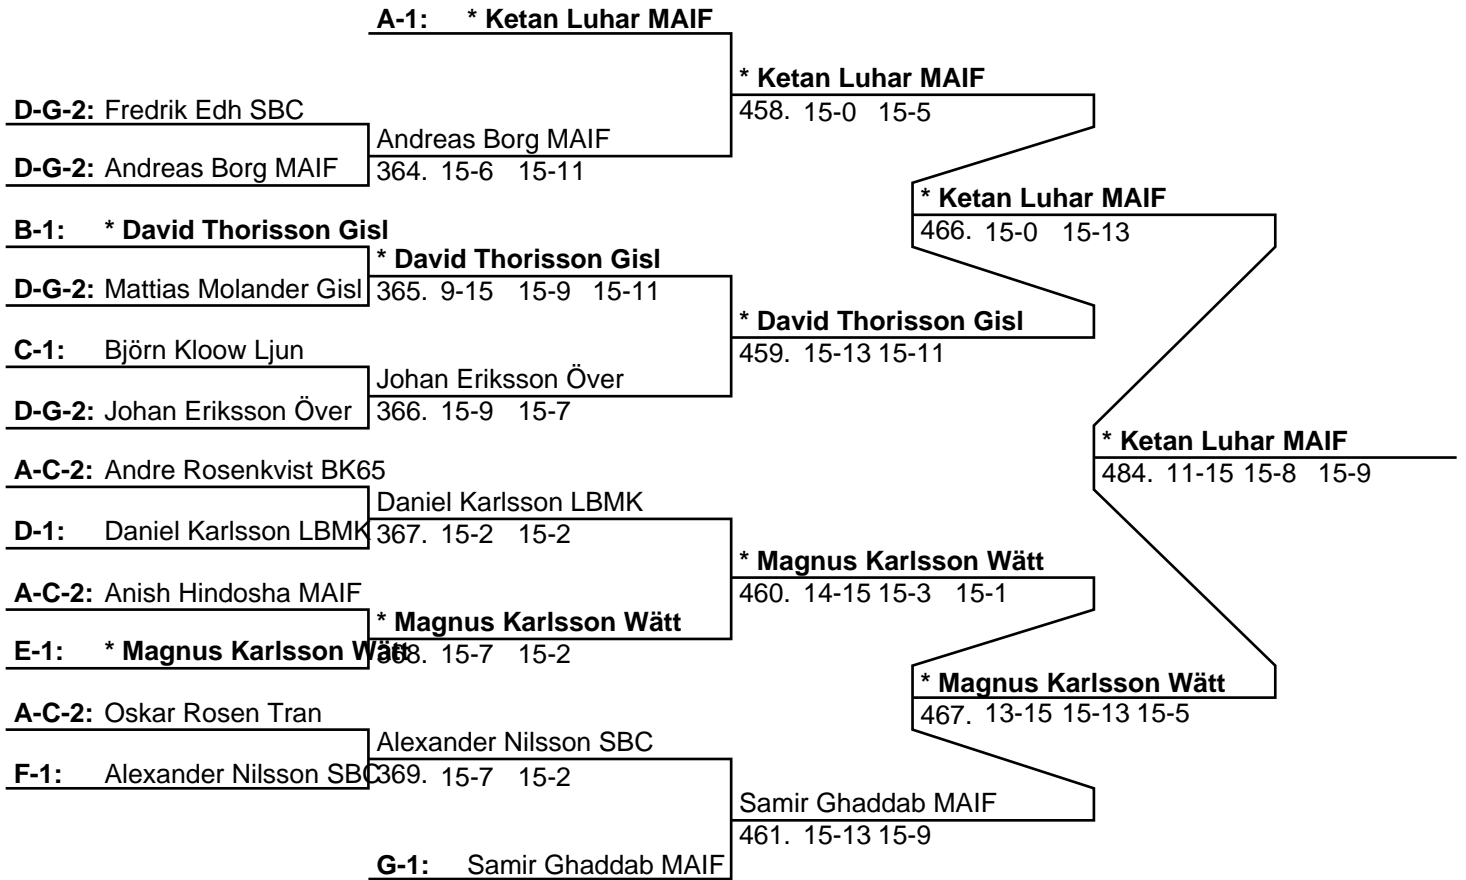 A-1: * Ketan Luhar MAIF
* Ketan Luhar MAIF
458. 15-0 15-5
D-G-2: Fredrik Edh SBC
Andreas Borg MAIF
364. 15-6 15-11
D-G-2: Andreas Borg MAIF
* Ketan Luhar MAIF
466. 15-0 15-13
B-1: * David Thorisson Gisl
* David Thorisson Gisl
365. 9-15 15-9 15-11
D-G-2: Mattias Molander Gisl
* David Thorisson Gisl
459. 15-13 15-11
C-1: Björn Kloow Ljun
Johan Eriksson Över
366. 15-9 15-7
D-G-2: Johan Eriksson Över
* Ketan Luhar MAIF
484. 11-15 15-8 15-9
A-C-2: Andre Rosenkvist BK65
Daniel Karlsson LBMK
367. 15-2 15-2
D-1: Daniel Karlsson LBMK
* Magnus Karlsson Wätt
460. 14-15 15-3 15-1
A-C-2: Anish Hindosha MAIF
* Magnus Karlsson Wätt
368. 15-7 15-2
E-1: * Magnus Karlsson Wätt
* Magnus Karlsson Wätt
467. 13-15 15-13 15-5
A-C-2: Oskar Rosen Tran
Alexander Nilsson SBC
369. 15-7 15-2
F-1: Alexander Nilsson SBC
Samir Ghaddab MAIF
461. 15-13 15-9
G-1: Samir Ghaddab MAIF